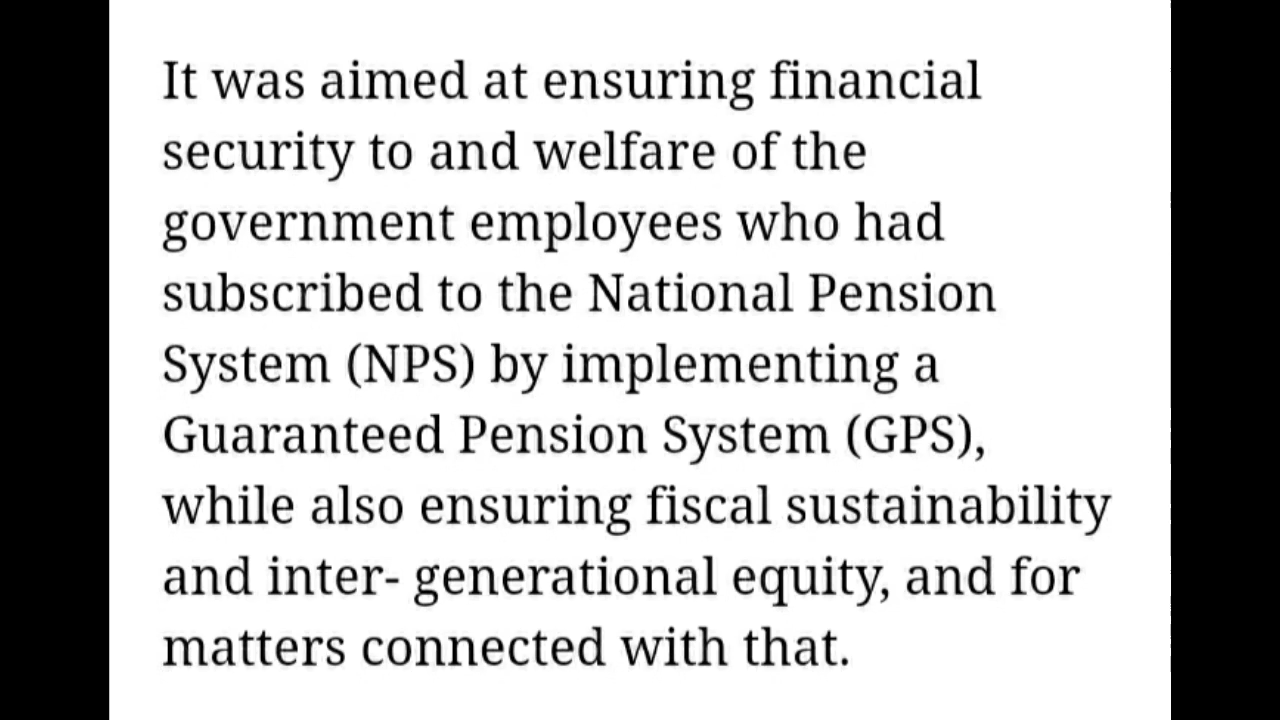 It was aimed at ensuring financial
security to and welfare of the
government employees who had
subscribed to the National Pension
System (NPS) by implementing a
Guaranteed Pension System (GPS),
while also ensuring fiscal sustainability
and inter- generational equity, and for
matters connected with that.